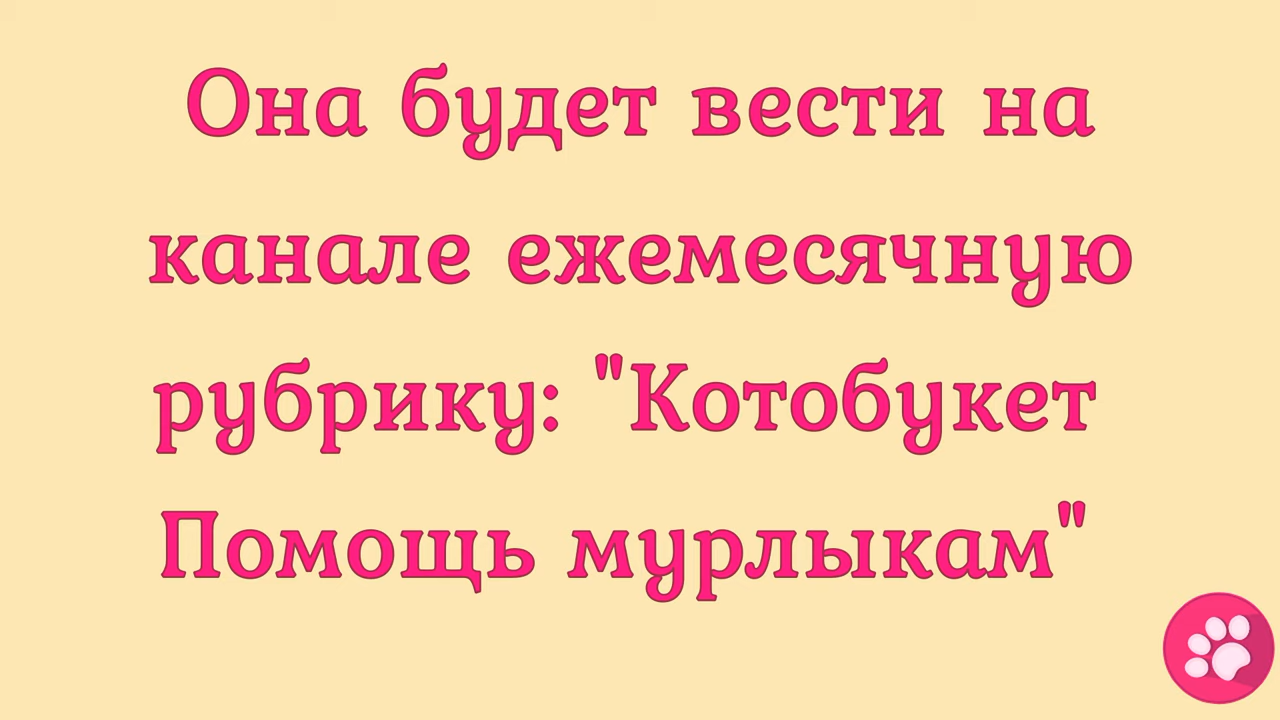 Она будет вести на
канале ежемесячную
рубрику: "Котобукет
Помощь мурлыкам"